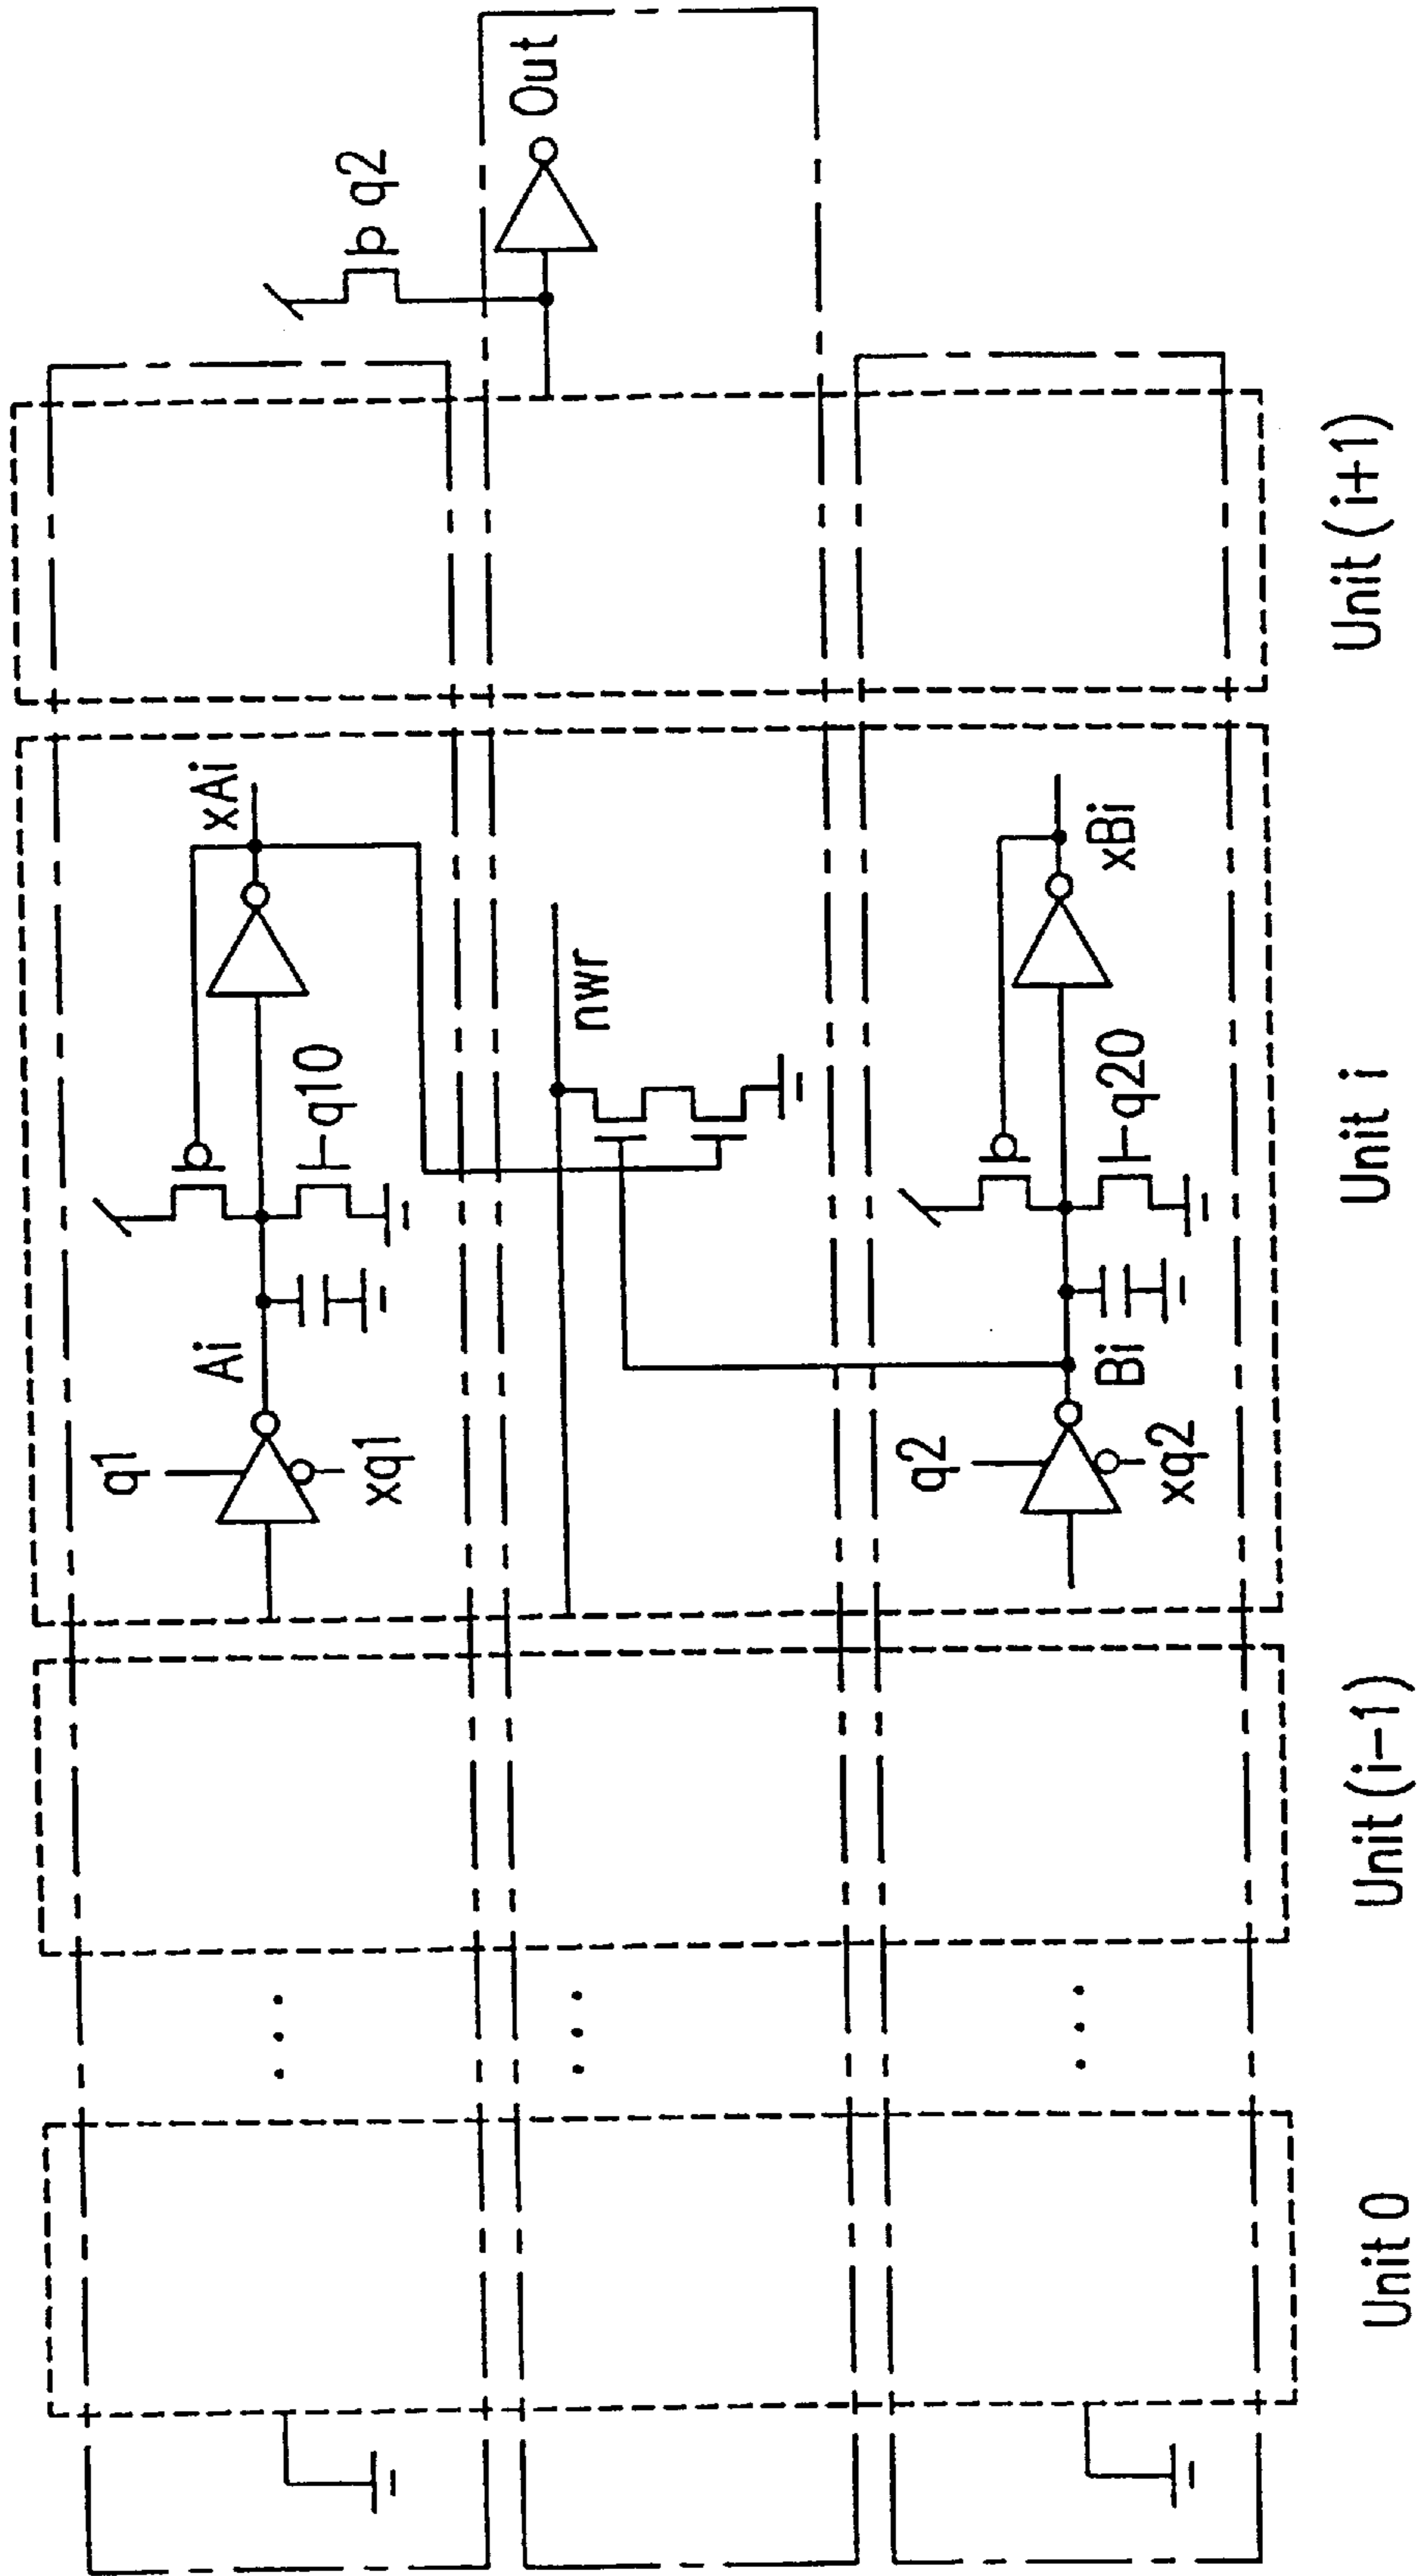 q1
Ai
xq1
q10
xAi
q2
Out
nwr
q2
Bi
xq2
q20
xBi
Unit 0
Unit (i-1)
Unit i
Unit (i+1)